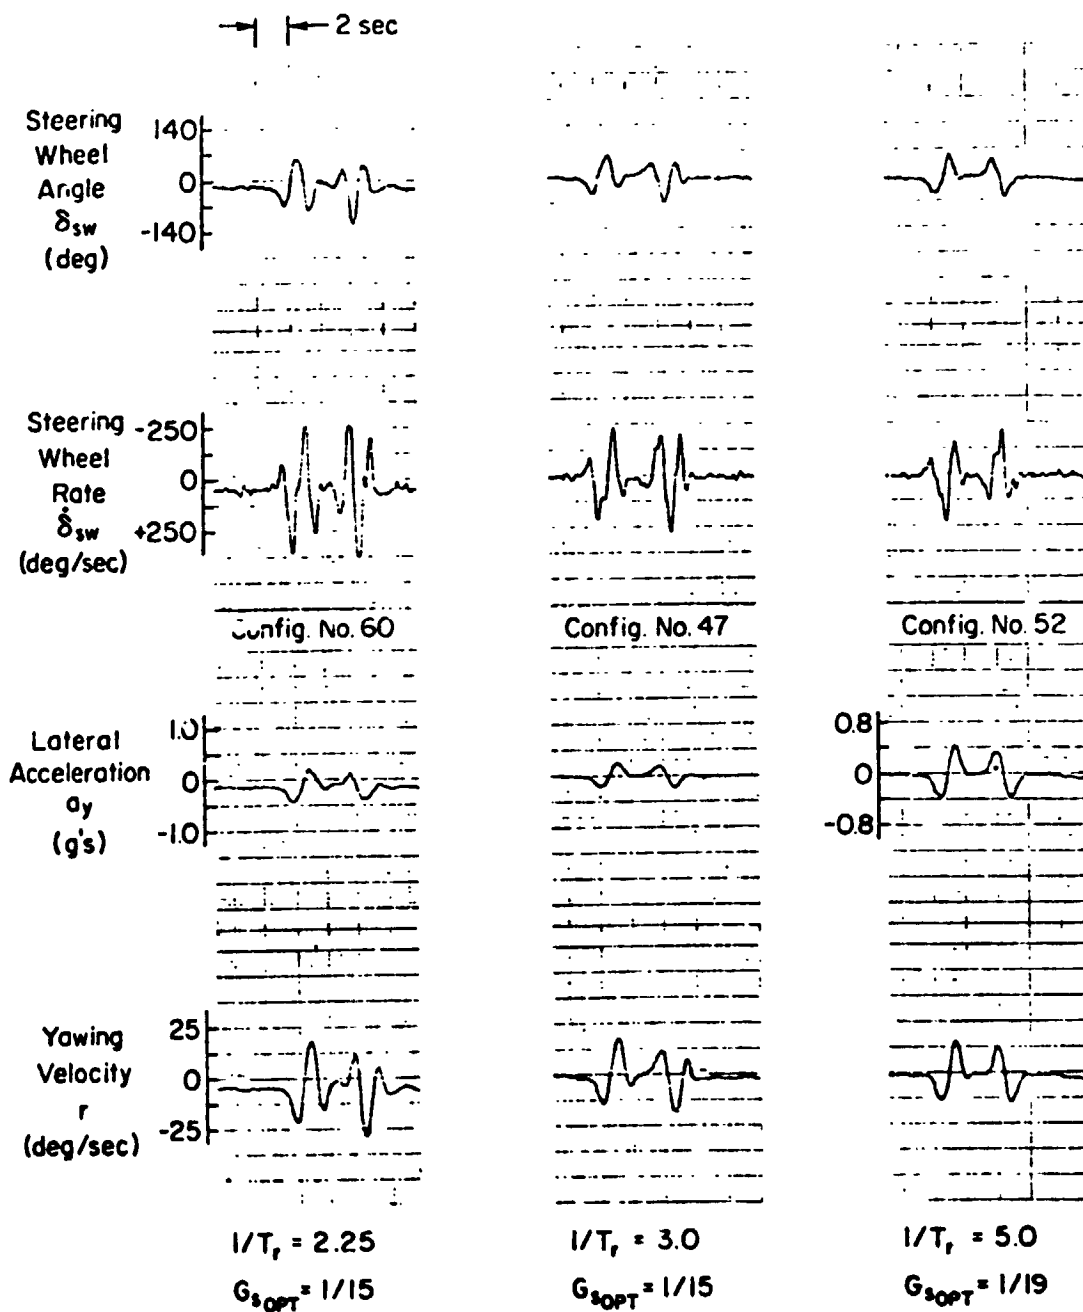 2 sec
Steering
Wheel
Angle
δsw
(deg)
140
0
-140
Steering
Wheel
Rate
δ̇sw
(deg/sec)
-250
0
+250
Config. No. 60
Config. No. 47
Config. No. 52
Lateral
Acceleration
ay
(g's)
1.0
0
-1.0
0.8
0
-0.8
Yawing
Velocity
r
(deg/sec)
25
0
-25
1/Tr = 2.25
GsOPT = 1/15
1/Tr = 3.0
GsOPT = 1/15
1/Tr = 5.0
GsOPT = 1/19